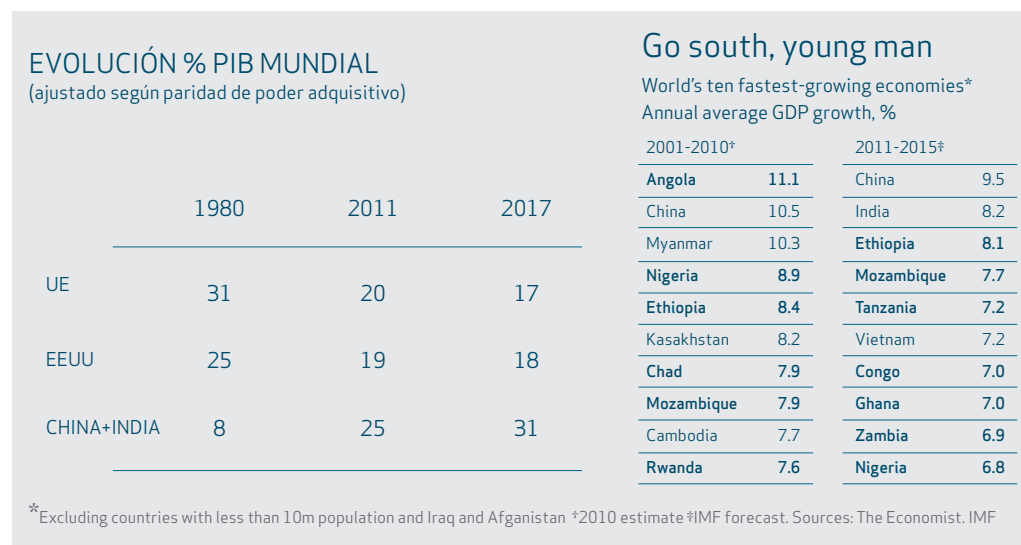 EVOLUCIÓN % PIB MUNDIAL
(ajustado según paridad de poder adquisitivo)
1980 2011 2017
UE 31 20 17
EEUU 25 19 18
CHINA+INDIA 8 25 31
Go south, young man
World's ten fastest-growing economies*
Annual average GDP growth, %
2001-2010† 2011-2015‡
Angola 11.1 China 9.5
China 10.5 India 8.2
Myanmar 10.3 Ethiopia 8.1
Nigeria 8.9 Mozambique 7.7
Ethiopia 8.4 Tanzania 7.2
Kasakhstan 8.2 Vietnam 7.2
Chad 7.9 Congo 7.0
Mozambique 7.9 Ghana 7.0
Cambodia 7.7 Zambia 6.9
Rwanda 7.6 Nigeria 6.8
*Excluding countries with less than 10m population and Iraq and Afganistan †2010 estimate ‡IMF forecast. Sources: The Economist. IMF